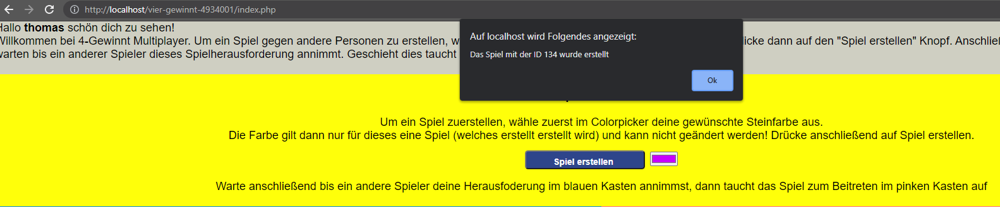 http://localhost/vier-gewinnt-4934001/index.php
Hallo thomas schön dich zu sehen!
Willkommen bei 4-Gewinnt Multiplayer. Um ein Spiel gegen andere Personen zu erstellen, dann auf den "Spiel erstellen" Knopf.
warten bis ein anderer Spieler dieses Spielherausforderung annimmt. Geschieht dies taucht
Auf localhost wird Folgendes angezeigt:
Das Spiel mit der ID 134 wurde erstellt
Ok
Um ein Spiel zuerstellen, wähle zuerst im Colorpicker deine gewünschte Steinfarbe aus.
Die Farbe gilt dann nur für dieses eine Spiel (welches erstellt erstellt wird) und kann nicht geändert werden! Drücke anschließend auf Spiel erstellen.
Spiel erstellen
Warte anschließend bis ein andere Spieler deine Herausfoderung im blauen Kasten annimmst, dann taucht das Spiel zum Beitreten im pinken Kasten auf